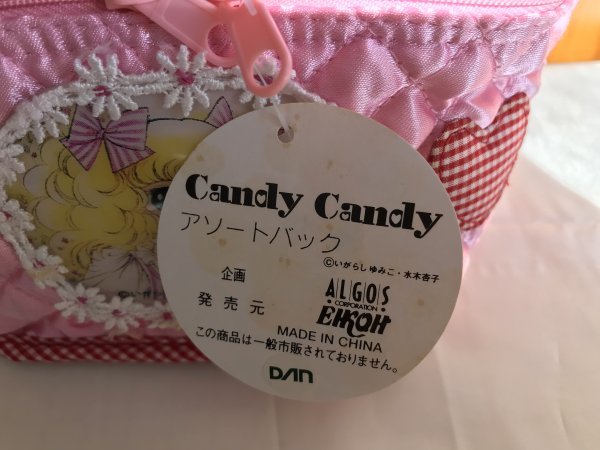 Candy Candy
アソートバック
©いがらしゆみこ・水木杏子
企画 ALGOS
CORPORATION
発売元 EIKOH
MADE IN CHINA
この商品は一般市販されておりません。
DAN